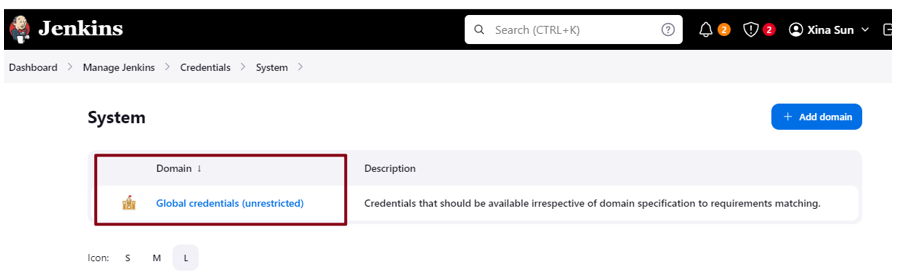 Jenkins
Search (CTRL+K)
2
2
Xina Sun
Dashboard > Manage Jenkins > Credentials > System >
System
+ Add domain
Domain ↓ Description
Global credentials (unrestricted) Credentials that should be available irrespective of domain specification to requirements matching.
Icon: S M L